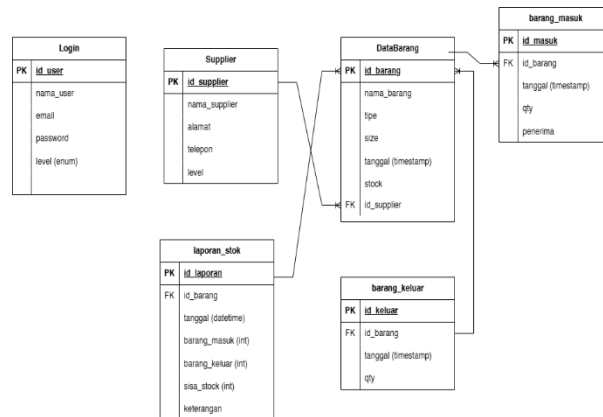 Login
PK id_user
nama_user
email
password
level (enum)
Supplier
PK id_supplier
nama_supplier
alamat
telepon
level
DataBarang
PK id_barang
nama_barang
tipe
size
tanggal (timestamp)
stock
FK id_supplier
barang_masuk
PK id_masuk
FK id_barang
tanggal (timestamp)
qty
penerima
laporan_stok
PK id_laporan
FK id_barang
tanggal (datetime)
barang_masuk (int)
barang_keluar (int)
sisa_stock (int)
keterangan
barang_keluar
PK id_keluar
FK id_barang
tanggal (timestamp)
qty